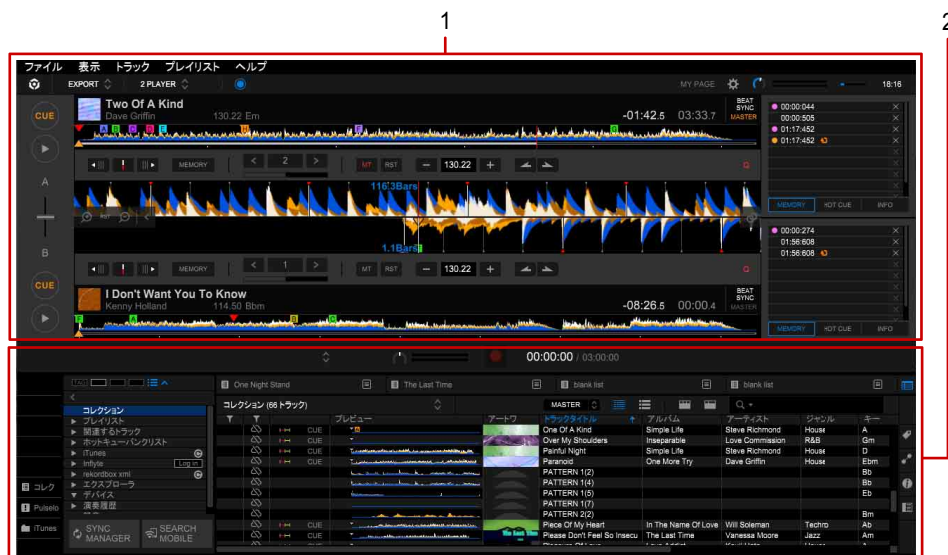 1
2
ファイル 表示 トラック プレイリスト ヘルプ
EXPORT 2 PLAYER MY PAGE 18:16
CUE
Two Of A Kind
Dave Griffin 130.22 Em
-01:42.5 03:33.7
BEAT SYNC MASTER
A B C D E F G
MEMORY 2 MT RST 130.22 Q
116.3Bars
RST
1.1Bars
A
B
MEMORY 1 MT RST 130.22 Q
CUE
I Don't Want You To Know
Kenny Holland 114.50 Bbm
-08:26.5 00:00.4
BEAT SYNC MASTER
00:00:044
00:00:505
01:17:452
01:17:452
MEMORY HOT CUE INFO
00:00:274
01:56:608
01:56:608
MEMORY HOT CUE INFO
00:00:00 / 03:00:00
TAG
One Night Stand The Last Time blank list blank list
コレクション
プレイリスト
関連するトラック
ホットキューバンクリスト
iTunes
Inflyte Log in
rekordbox xml
エクスプローラ
デバイス
演奏履歴
コレク
Pulselo
iTunes
SYNC MANAGER
SEARCH MOBILE
コレクション (66 トラック) MASTER
プレビュー アートワ トラックタイトル アルバム アーティスト ジャンル キー
CUE One Of A Kind Simple Life Steve Richmond House A
CUE Over My Shoulders Inseparable Love Commission R&B Gm
CUE Painful Night Simple Life Steve Richmond House D
CUE Paranoid One More Try Dave Griffin Ebm
PATTERN 1(2) Bb
PATTERN 1(4) Bb
PATTERN 1(5) Eb
PATTERN 1(7)
PATTERN 2(2) Bm
CUE Piece Of My Heart In The Name Of Love Will Soleman Techno Ab
CUE Please Don't Feel So Insecu The Last Time Vanessa Moore Jazz Am